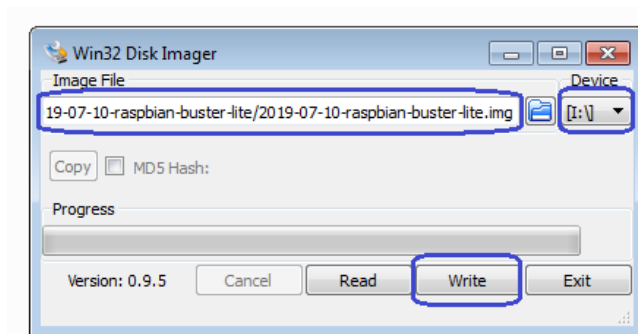 Win32 Disk Imager
Image File
Device
19-07-10-raspbian-buster-lite/2019-07-10-raspbian-buster-lite.img
[I:\]
Copy
MD5 Hash:
Progress
Version: 0.9.5
Cancel
Read
Write
Exit